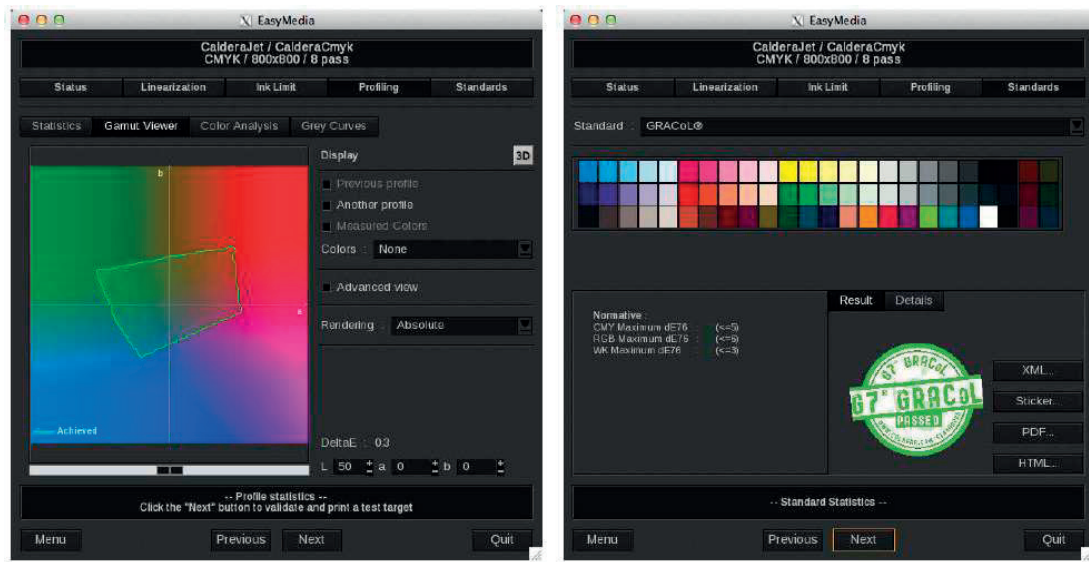 EasyMedia
CalderaJet / CalderaCmyk
CMYK / 800x800 / 8 pass
Status Linearization Ink Limit Profiling Standards
Statistics Gamut Viewer Color Analysis Grey Curves
Display 3D
b
Previous profile
Another profile
Measured Colors
Colors : None
Advanced view
a
Rendering : Absolute
Achieved
DeltaE : 0.3
L 50 a 0 b 0
-- Profile statistics --
Click the "Next" button to validate and print a test target
Menu Previous Next Quit
EasyMedia
CalderaJet / CalderaCmyk
CMYK / 800x800 / 8 pass
Status Linearization Ink Limit Profiling Standards
Standard : GRACoL®
Result Details
Normative :
CMY Maximum dE76 : (<=5)
RGB Maximum dE76 : (<=6)
WK Maximum dE76 : (<=3)
G7® GRACoL
G7® GRACoL
PASSED
XML...
Sticker...
PDF...
HTML...
-- Standard Statistics --
Menu Previous Next Quit